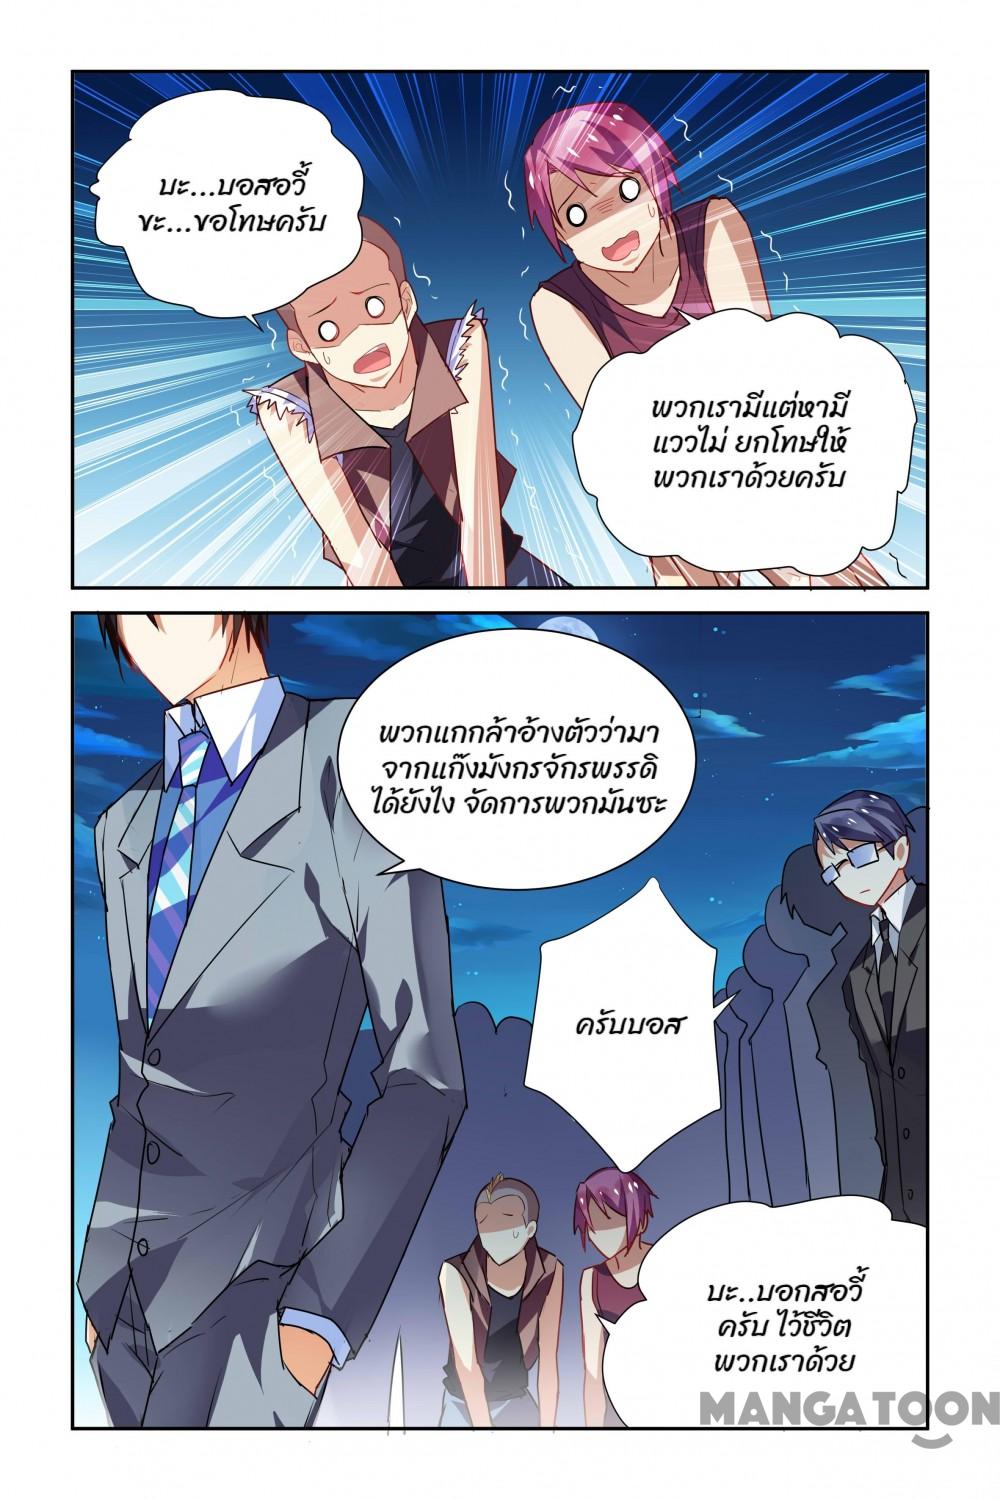 บะ...บอสอวี้
ขะ...ขอโทษครับ
พวกเรามีแต่หามี
แววไม่ ยกโทษให้
พวกเราด้วยครับ
พวกแกกล้าอ้างตัวว่ามา
จากแก๊งมังกรจักรพรรดิ
ได้ยังไง จัดการพวกมันซะ
ครับบอส
บะ..บอกสอวี้
ครับ ไว้ชีวิต
พวกเราด้วย
MANGATOON